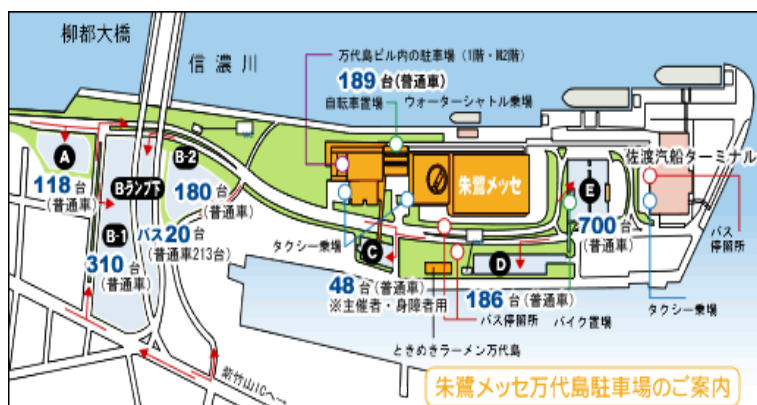 柳都大橋
信濃川
万代島ビル内の駐車場(1階・M2階)
189台(普通車)
自転車置場
ウォーターシャトル乗場
A
118台
(普通車)
Bランプ下
B-2
180台
(普通車)
B-1
310台
(普通車)
バス20台
(普通車213台)
タクシー乗場
朱鷺メッセ
C
48台(普通車)
※主催者・身障者用
D
186台(普通車)
E
700台
(普通車)
佐渡汽船ターミナル
バス
停留所
バス停留所
バイク置場
タクシー乗場
ときめきラーメン万代島
紫竹山ICへ→
朱鷺メッセ万代島駐車場のご案内